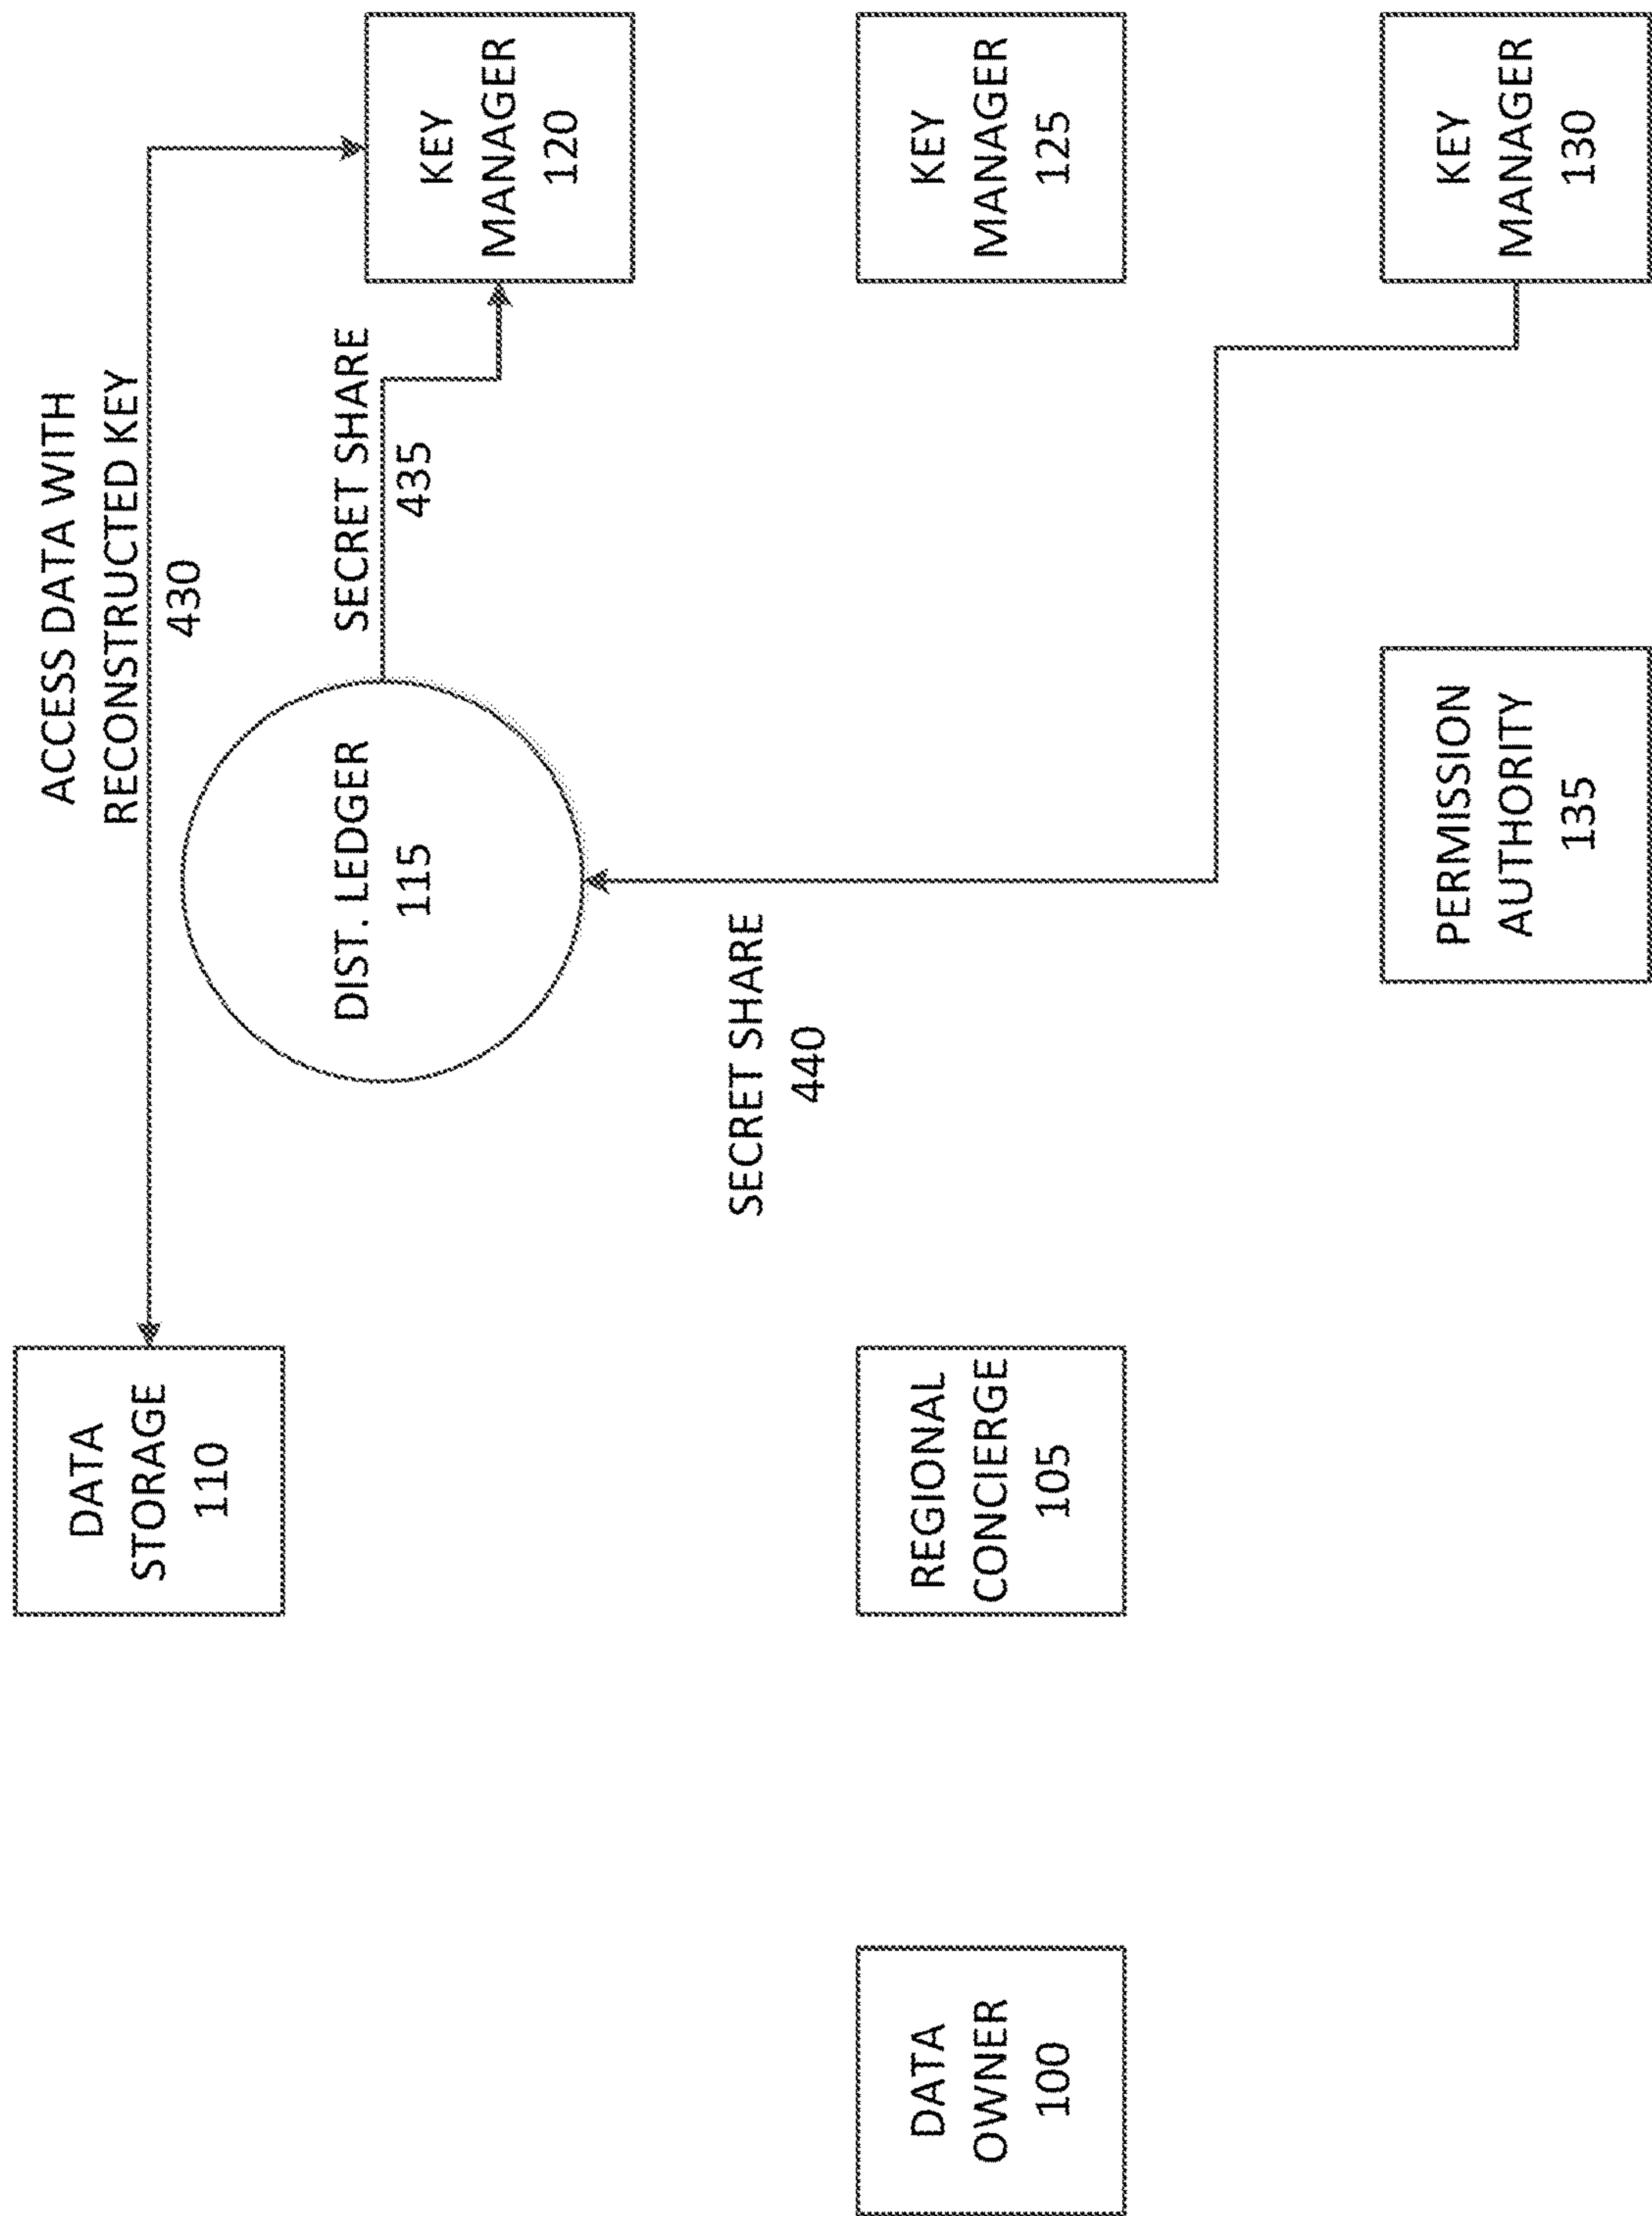 ACCESS DATA WITH
RECONSTRUCTED KEY
430
DATA
STORAGE
110
DIST. LEDGER
115
SECRET SHARE
435
KEY
MANAGER
120
SECRET SHARE
440
DATA
OWNER
100
REGIONAL
CONCIERGE
105
KEY
MANAGER
125
PERMISSION
AUTHORITY
135
KEY
MANAGER
130